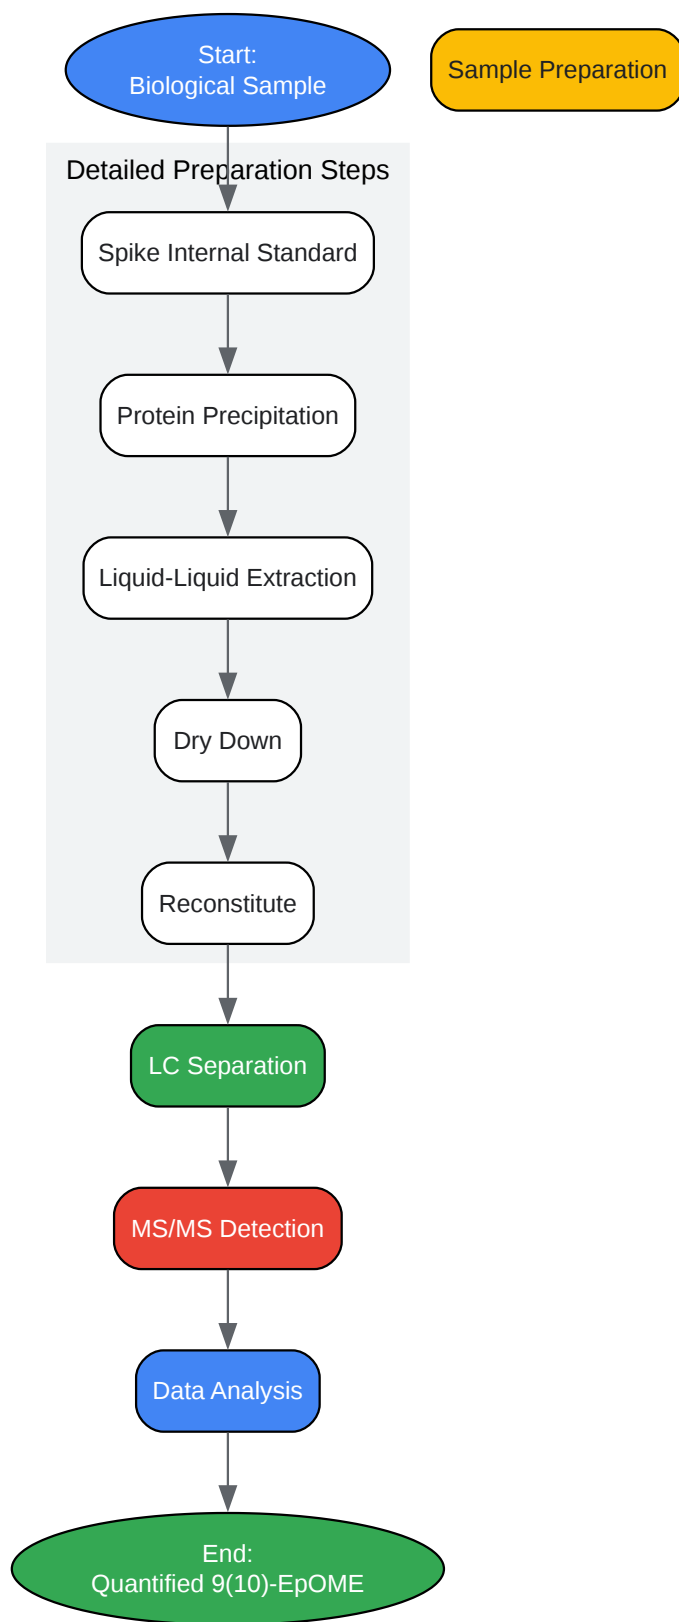 Start:
Biological Sample
Sample Preparation
Detailed Preparation Steps
Spike Internal Standard
Protein Precipitation
Liquid-Liquid Extraction
Dry Down
Reconstitute
LC Separation
MS/MS Detection
Data Analysis
End:
Quantified 9(10)-EpOME